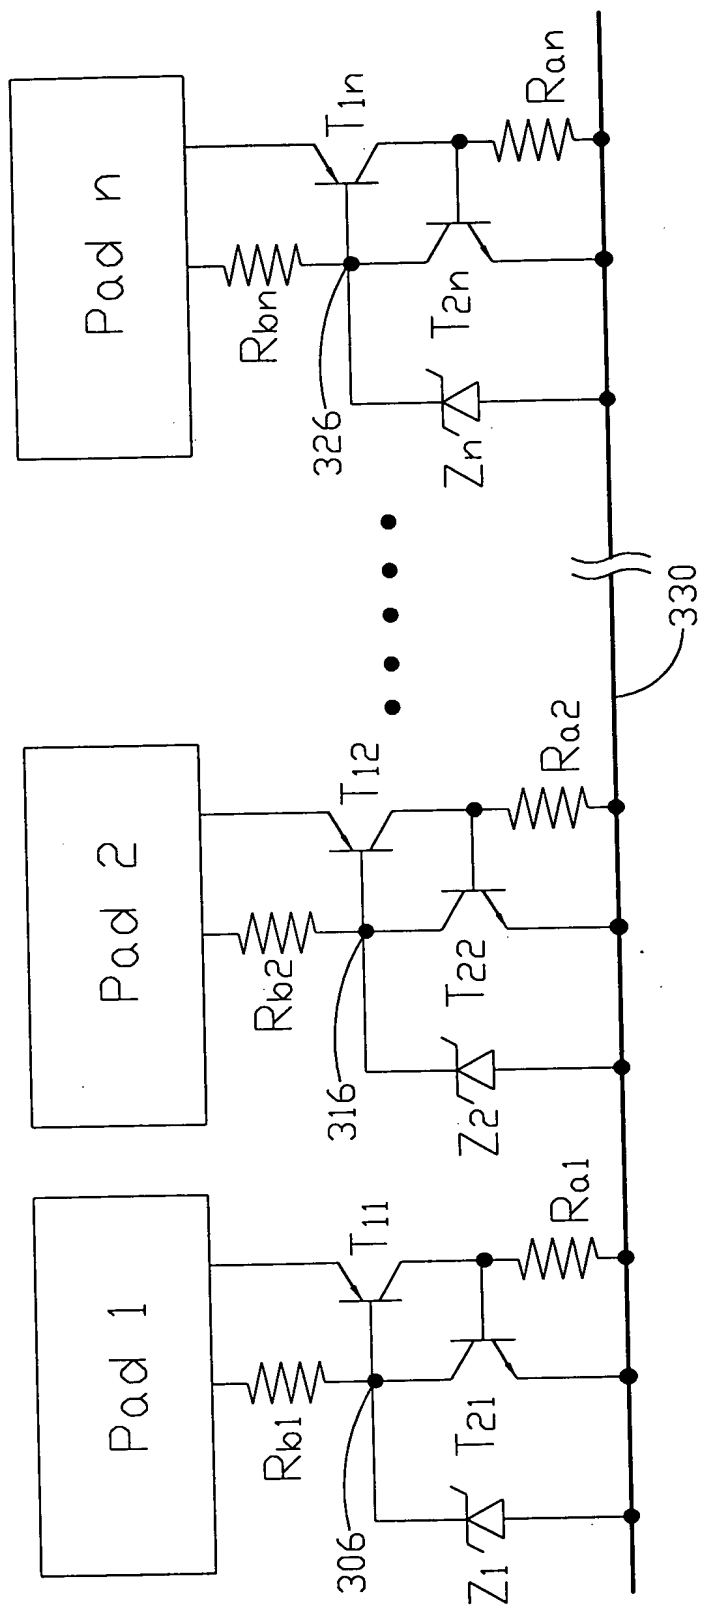 Pad 1
Rb1
T11
306
T21
Z1
Ra1
Pad 2
Rb2
T12
316
T22
Z2
Ra2
Pad n
Rbn
T1n
326
T2n
Zn
Ran
330